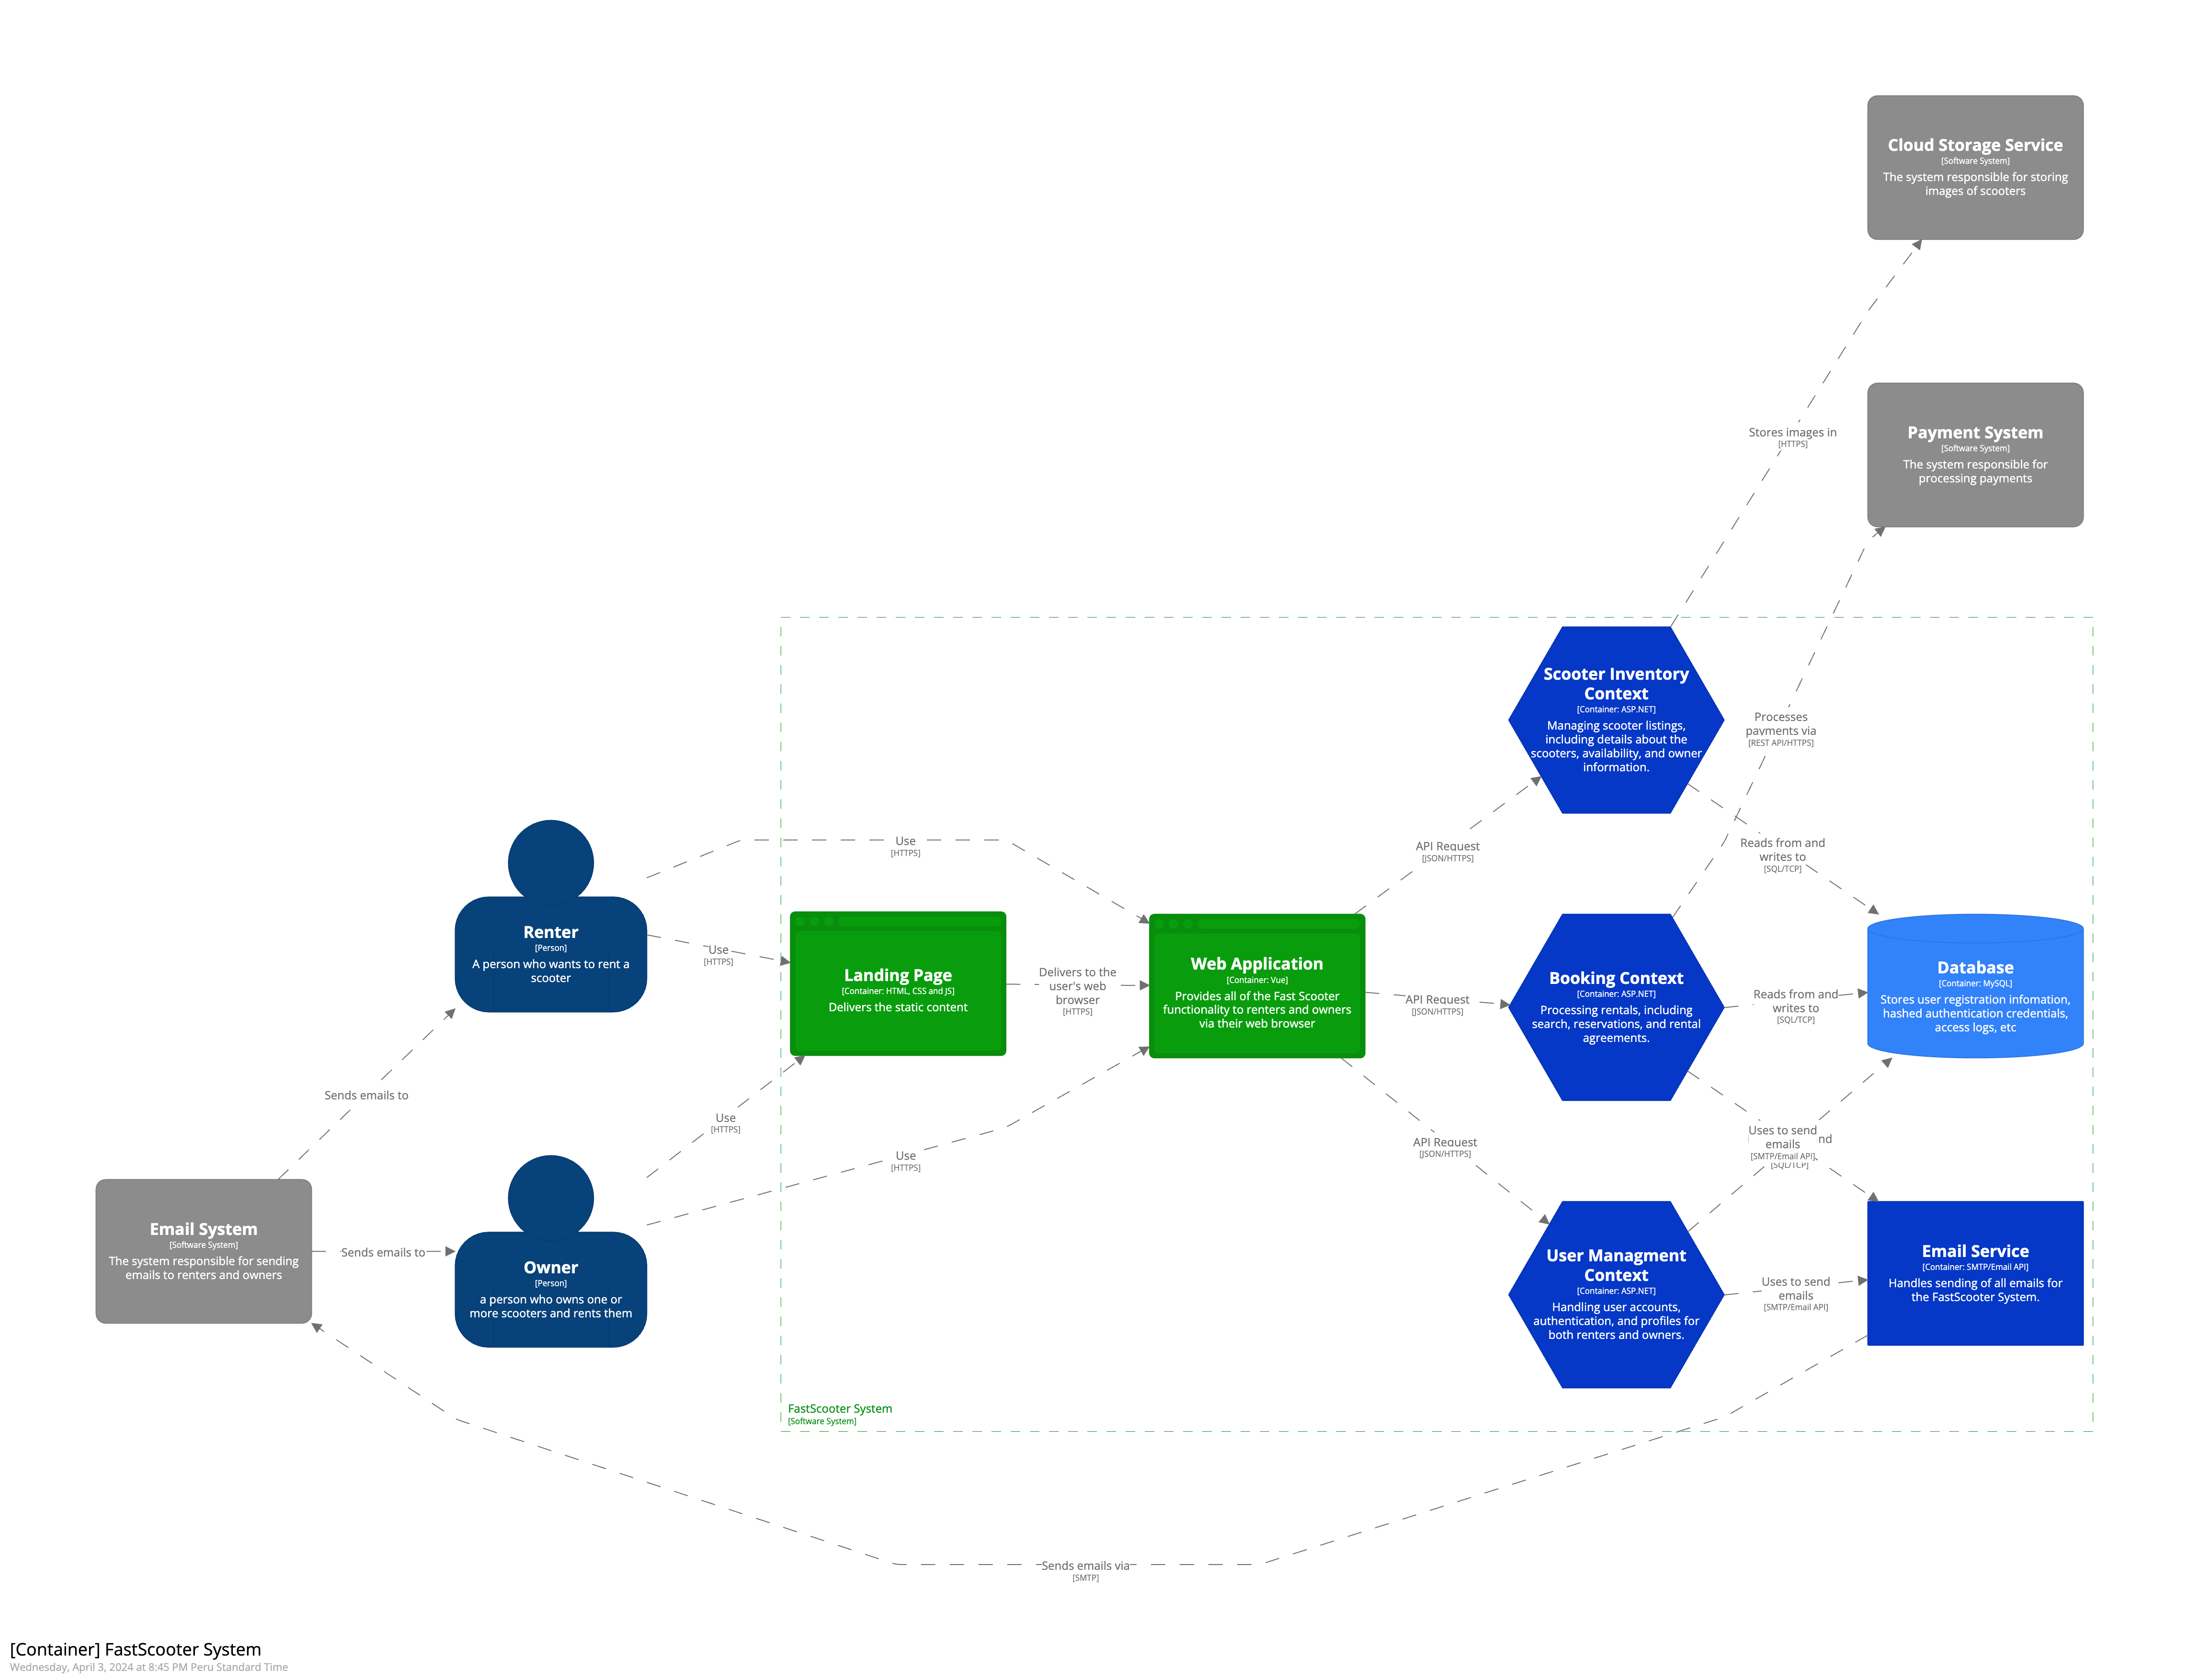 Cloud Storage Service
[Software System]
The system responsible for storing
images of scooters
Stores images in
[HTTPS]
Payment System
[Software System]
The system responsible for
processing payments
Scooter Inventory
Context
[Container: ASP.NET]
Managing scooter listings,
including details about the
scooters, availability, and owner
information.
Processes
payments via
[REST API/HTTPS]
Use
[HTTPS]
API Request
[JSON/HTTPS]
Reads from and
writes to
[SQL/TCP]
Renter
[Person]
A person who wants to rent a
scooter
Use
[HTTPS]
Landing Page
[Container: HTML, CSS and JS]
Delivers the static content
Delivers to the
user's web
browser
[HTTPS]
Web Application
[Container: Vue]
Provides all of the Fast Scooter
functionality to renters and owners
via their web browser
API Request
[JSON/HTTPS]
Booking Context
[Container: ASP.NET]
Processing rentals, including
search, reservations, and rental
agreements.
Reads from and
writes to
[SQL/TCP]
Database
[Container: MySQL]
Stores user registration infomation,
hashed authentication credentials,
access logs, etc
Sends emails to
Use
[HTTPS]
Use
[HTTPS]
API Request
[JSON/HTTPS]
Uses to send
emails
[SMTP/Email API]
nd
[SQL/TCP]
Email System
[Software System]
The system responsible for sending
emails to renters and owners
Sends emails to
Owner
[Person]
a person who owns one or
more scooters and rents them
User Managment
Context
[Container: ASP.NET]
Handling user accounts,
authentication, and profiles for
both renters and owners.
Uses to send
emails
[SMTP/Email API]
Email Service
[Container: SMTP/Email API]
Handles sending of all emails for
the FastScooter System.
FastScooter System
[Software System]
Sends emails via
[SMTP]
[Container] FastScooter System
Wednesday, April 3, 2024 at 8:45 PM Peru Standard Time